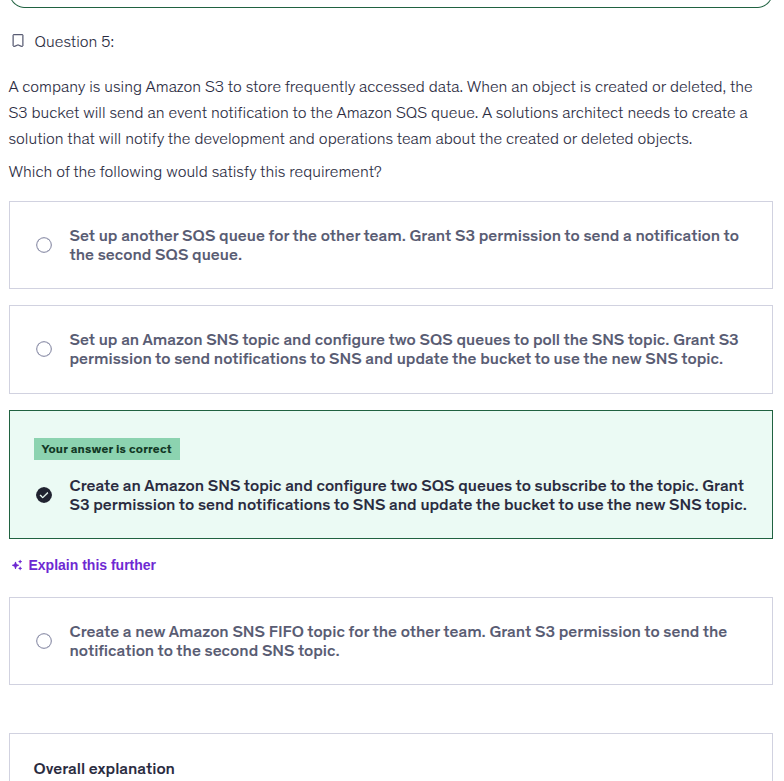 Question 5:
A company is using Amazon S3 to store frequently accessed data. When an object is created or deleted, the
S3 bucket will send an event notification to the Amazon SQS queue. A solutions architect needs to create a
solution that will notify the development and operations team about the created or deleted objects.
Which of the following would satisfy this requirement?
Set up another SQS queue for the other team. Grant S3 permission to send a notification to
the second SQS queue.
Set up an Amazon SNS topic and configure two SQS queues to poll the SNS topic. Grant S3
permission to send notifications to SNS and update the bucket to use the new SNS topic.
Your answer is correct
Create an Amazon SNS topic and configure two SQS queues to subscribe to the topic. Grant
S3 permission to send notifications to SNS and update the bucket to use the new SNS topic.
Explain this further
Create a new Amazon SNS FIFO topic for the other team. Grant S3 permission to send the
notification to the second SNS topic.
Overall explanation